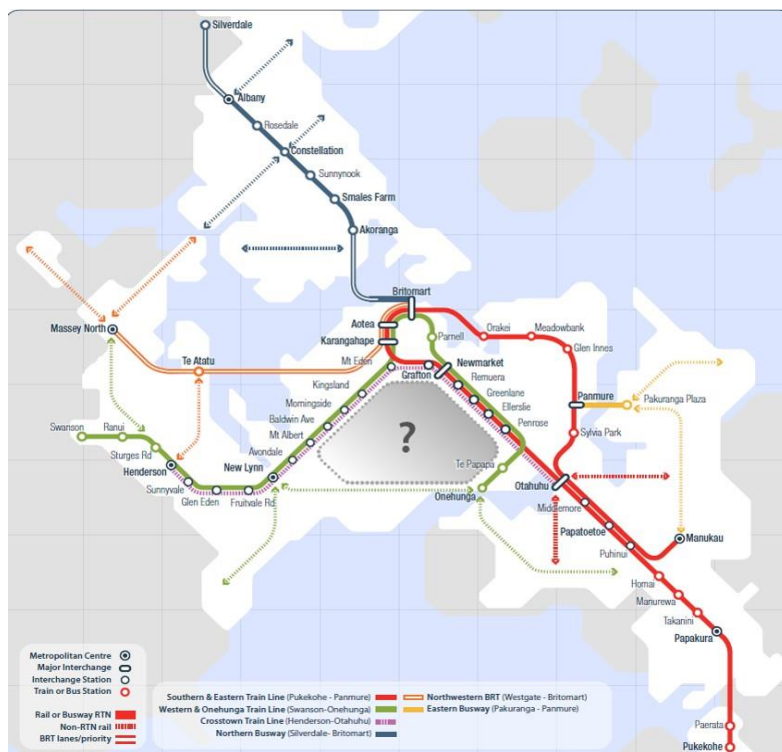 Silverdale
Albany
Rosedale
Constellation
Sunnynook
Smales Farm
Akoranga
Britomart
Massey North
Aotea
Karangahape
Parnell
Orakei
Meadowbank
Glen Innes
Te Atatu
Mt Eden
Newmarket
Grafton
Kingsland
Remuera
Panmure
Morningside
Greenlane
Pakuranga Plaza
Baldwin Ave
Ellerslie
Swanson
Ranui
Mt Albert
Penrose
Sylvia Park
?
Sturges Rd
Avondale
Henderson
New Lynn
Te Papapa
Sunnyvale
Otahuhu
Glen Eden
Fruitvale Rd
Onehunga
Middlemore
Papatoetoe
Manukau
Puhinui
Homai
Manurewa
Takanini
Papakura
Paerata
Pukekohe
Metropolitan Centre
Major Interchange
Interchange Station
Train or Bus Station
Rail or Busway RTN
Non-RTN rail
BRT lanes/priority
Southern & Eastern Train Line (Pukekohe - Panmure)
Western & Onehunga Train Line (Swanson-Onehunga)
Crosstown Train Line (Henderson-Otahuhu)
Northern Busway (Silverdale- Britomart)
Northwestern BRT (Westgate - Britomart)
Eastern Busway (Pakuranga - Panmure)